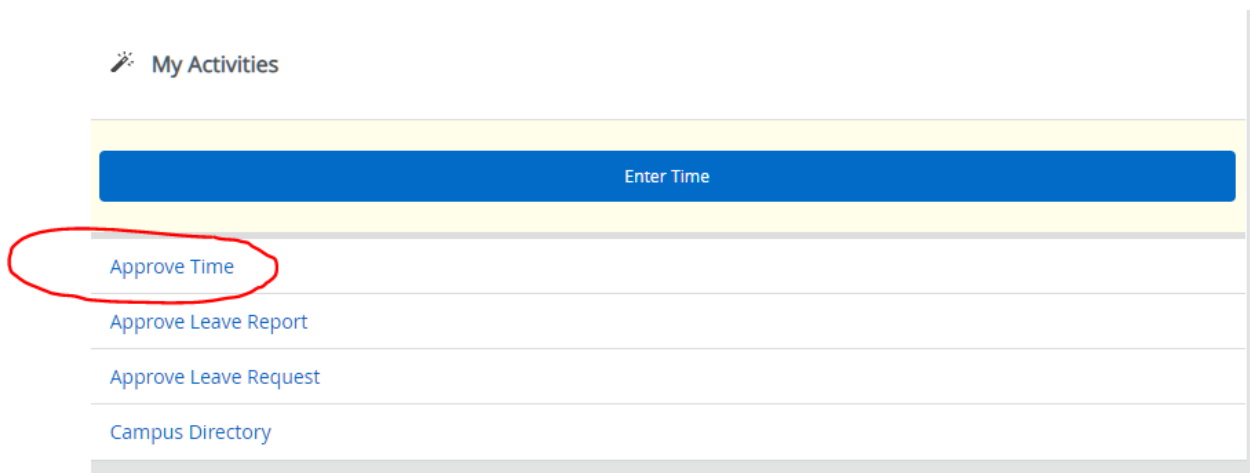 My Activities
Enter Time
Approve Time
Approve Leave Report
Approve Leave Request
Campus Directory